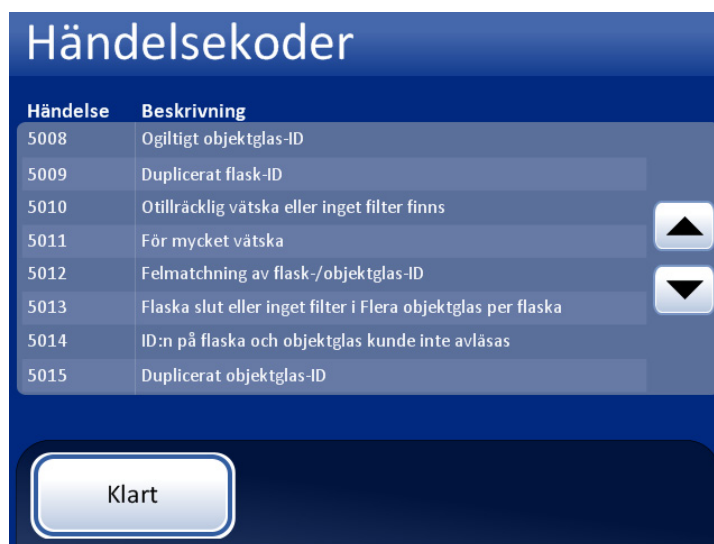 Händelsekoder
Händelse Beskrivning
5008 Ogiltigt objektglas-ID
5009 Duplicerat flask-ID
5010 Otillräcklig vätska eller inget filter finns
5011 För mycket vätska
5012 Felmatchning av flask-/objektglas-ID
5013 Flaska slut eller inget filter i Flera objektglas per flaska
5014 ID:n på flaska och objektglas kunde inte avläsas
5015 Duplicerat objektglas-ID
Klart